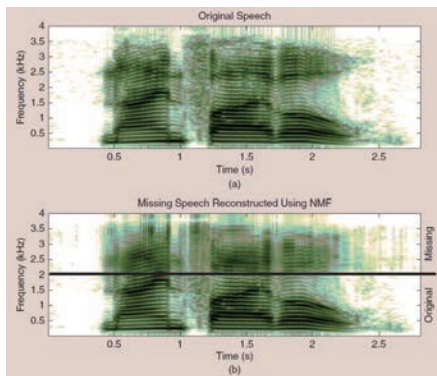 Original Speech
4
3.5
3
2.5
2
1.5
1
0.5
Frequency (kHz)
0.5 1 1.5 2 2.5
Time (s)
(a)
Missing Speech Reconstructed Using NMF
4
3.5
3
2.5
2
1.5
1
0.5
Frequency (kHz)
Missing
Original
0.5 1 1.5 2 2.5
Time (s)
(b)